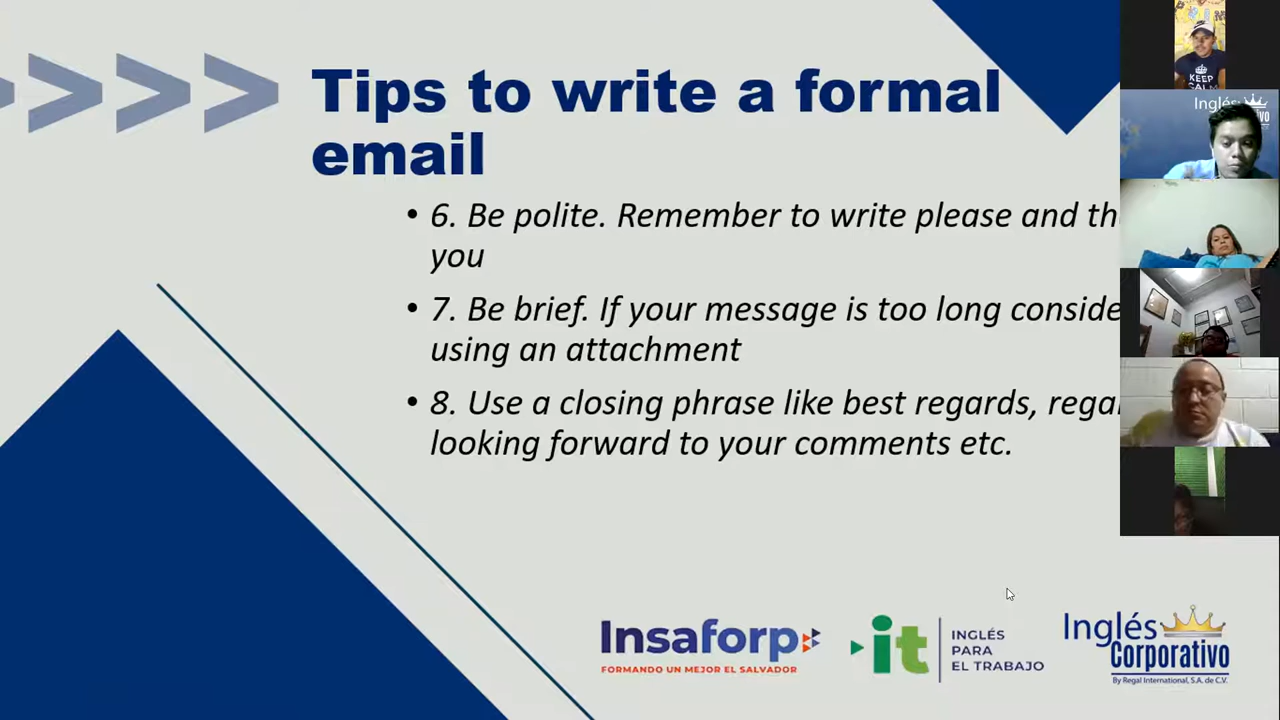 Tips to write a formal
email
• 6. Be polite. Remember to write please and th
you
• 7. Be brief. If your message is too long conside
using an attachment
• 8. Use a closing phrase like best regards, regar
looking forward to your comments etc.
KEEP
CALM
Inglés
Insaforp
FORMANDO UN MEJOR EL SALVADOR
it
INGLÉS
PARA
EL TRABAJO
Inglés
Corporativo
By Regal International, S.A. de C.V.